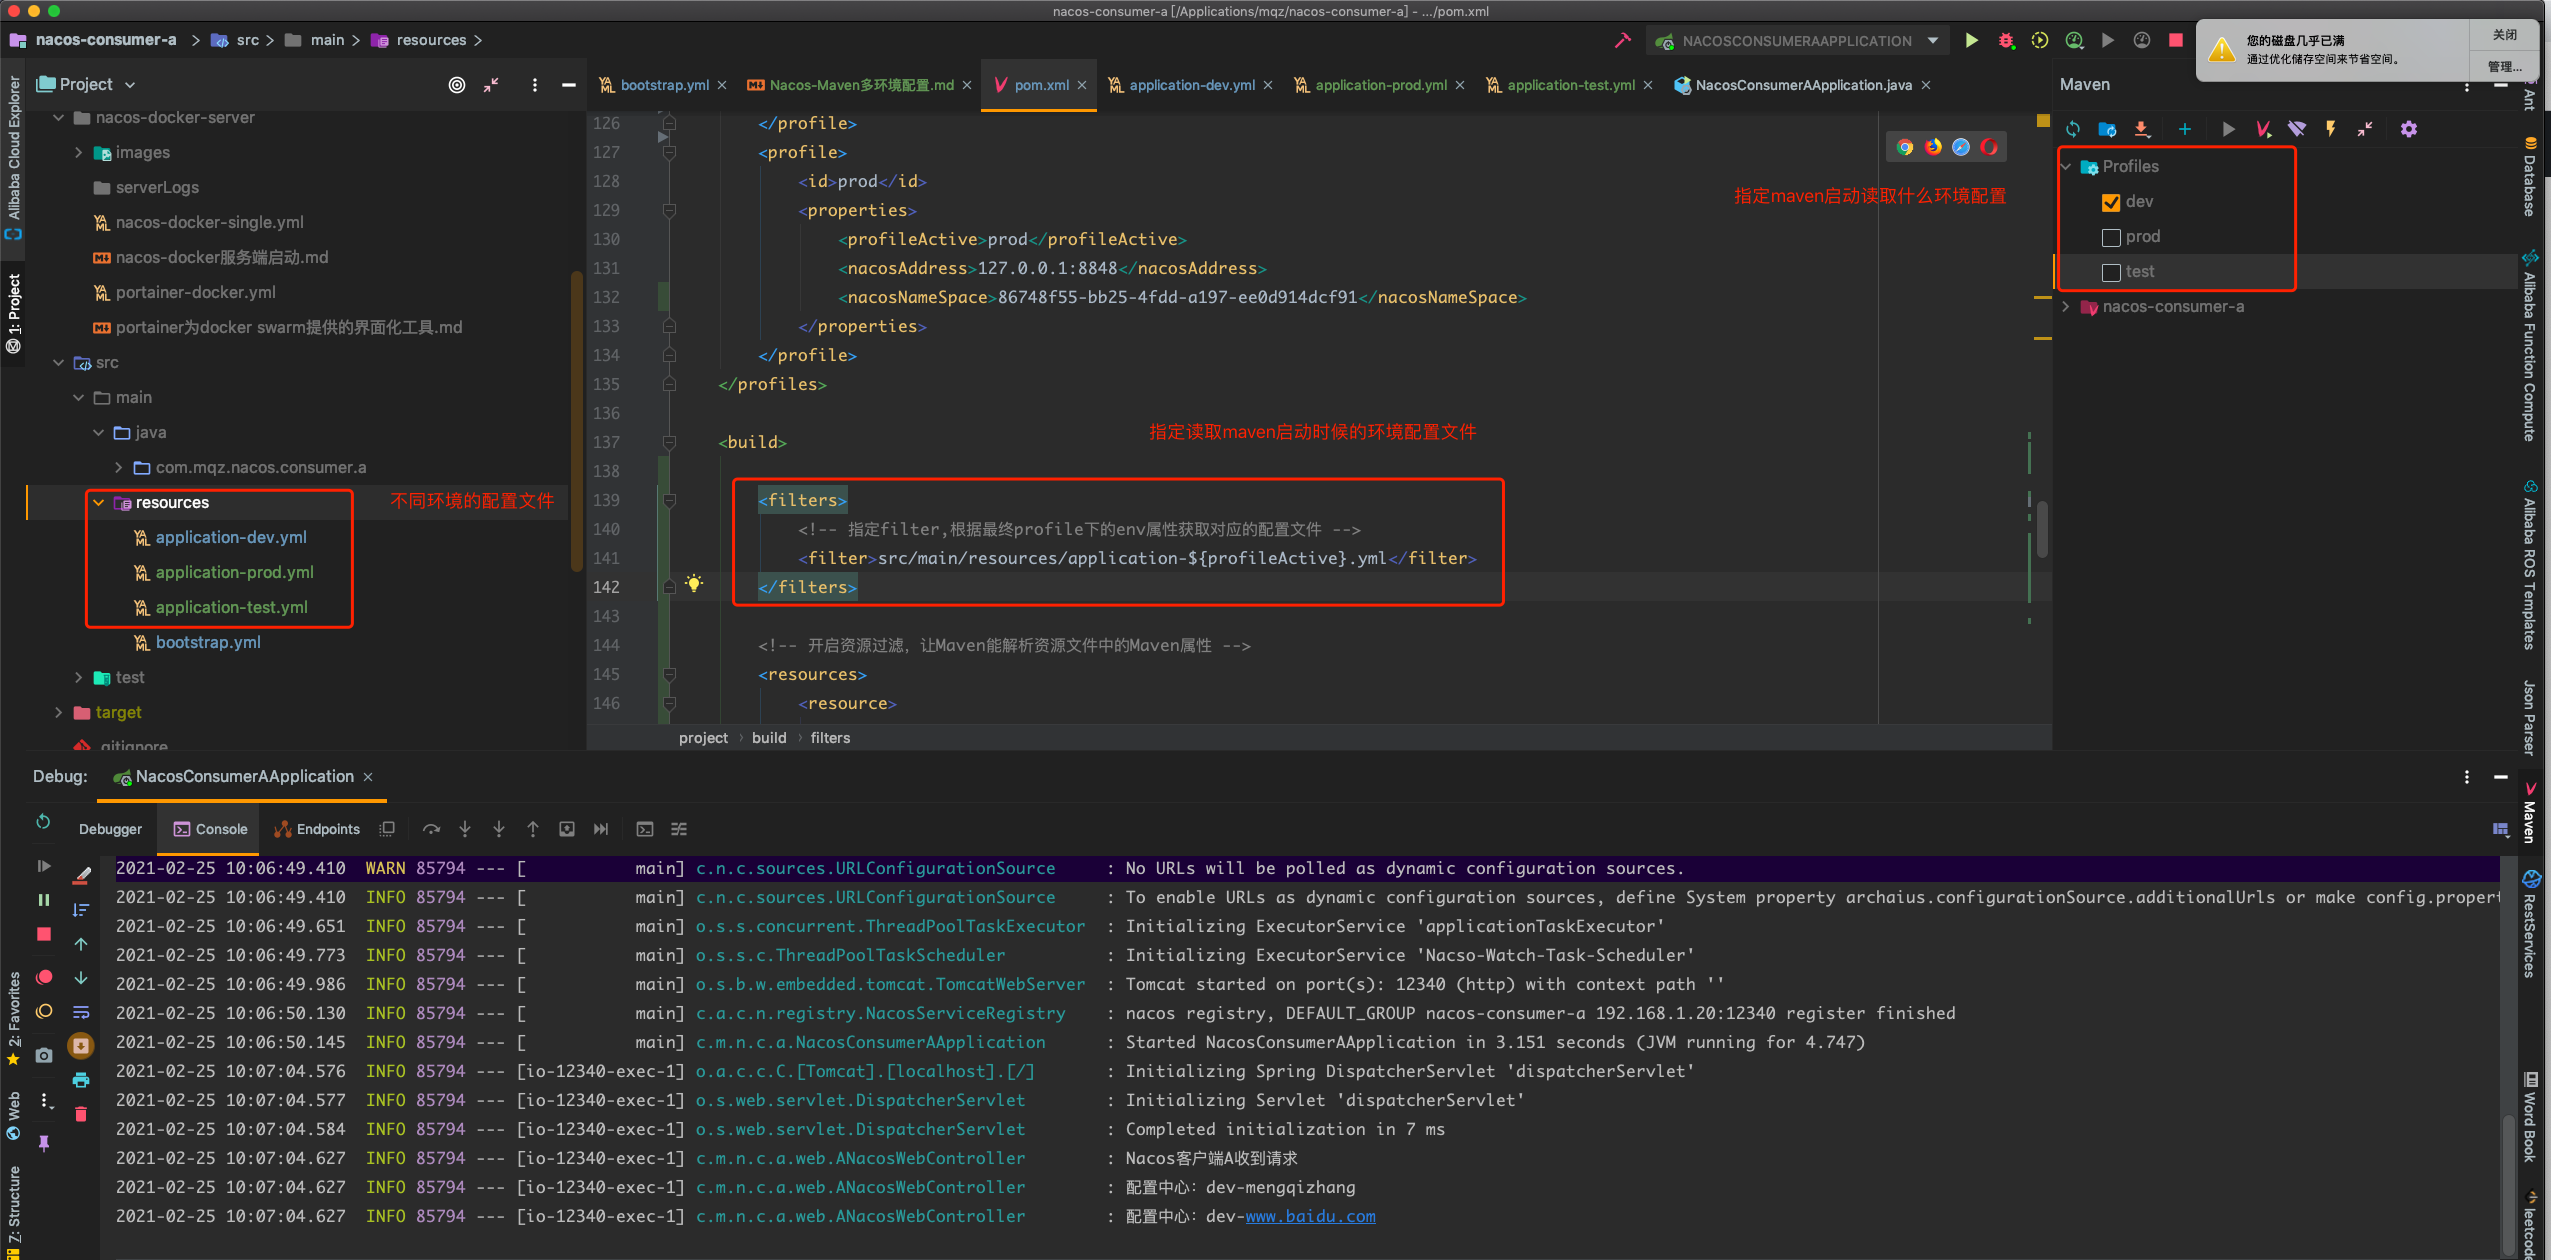 nacos-consumer-a [/Applications/mqz/nacos-consumer-a] - .../pom.xml
nacos-consumer-a > src > main > resources >
NACOSCONSUMERAAPPLICATION
您的磁盘几乎已满
通过优化储存空间来节省空间。
关闭
管理...
Project
bootstrap.yml
Nacos-Maven多环境配置.md
pom.xml
application-dev.yml
application-prod.yml
application-test.yml
NacosConsumerAApplication.java
Maven
Alibaba Cloud Explorer
1: Project
nacos-docker-server
images
serverLogs
nacos-docker-single.yml
nacos-docker服务端启动.md
portainer-docker.yml
portainer为docker swarm提供的界面化工具.md
src
main
java
com.mqz.nacos.consumer.a
resources
不同环境的配置文件
application-dev.yml
application-prod.yml
application-test.yml
bootstrap.yml
test
target
.gitignore
126 </profile>
127 <profile>
128 <id>prod</id>
129 <properties>
130 <profileActive>prod</profileActive>
131 <nacosAddress>127.0.0.1:8848</nacosAddress>
132 <nacosNameSpace>86748f55-bb25-4fdd-a197-ee0d914dcf91</nacosNameSpace>
133 </properties>
134 </profile>
135 </profiles>
136
137 <build>
138
139 <filters>
140 <!-- 指定filter,根据最终profile下的env属性获取对应的配置文件 -->
141 <filter>src/main/resources/application-${profileActive}.yml</filter>
142 </filters>
143
144 <!-- 开启资源过滤，让Maven能解析资源文件中的Maven属性 -->
145 <resources>
146 <resource>
指定maven启动读取什么环境配置
指定读取maven启动时候的环境配置文件
project > build > filters
Profiles
dev
prod
test
nacos-consumer-a
Ant
Database
Alibaba Function Compute
Alibaba ROS Templates
Json Parser
Maven
RestServices
Word Book
leetcode
Debug:
NacosConsumerAApplication
Debugger
Console
Endpoints
2: Favorites
Web
Z: Structure
2021-02-25 10:06:49.410 WARN 85794 --- [ main] c.n.c.sources.URLConfigurationSource : No URLs will be polled as dynamic configuration sources.
2021-02-25 10:06:49.410 INFO 85794 --- [ main] c.n.c.sources.URLConfigurationSource : To enable URLs as dynamic configuration sources, define System property archaius.configurationSource.additionalUrls or make config.propert
2021-02-25 10:06:49.651 INFO 85794 --- [ main] o.s.s.concurrent.ThreadPoolTaskExecutor : Initializing ExecutorService 'applicationTaskExecutor'
2021-02-25 10:06:49.773 INFO 85794 --- [ main] o.s.s.c.ThreadPoolTaskScheduler : Initializing ExecutorService 'Nacso-Watch-Task-Scheduler'
2021-02-25 10:06:49.986 INFO 85794 --- [ main] o.s.b.w.embedded.tomcat.TomcatWebServer : Tomcat started on port(s): 12340 (http) with context path ''
2021-02-25 10:06:50.130 INFO 85794 --- [ main] c.a.c.n.registry.NacosServiceRegistry : nacos registry, DEFAULT_GROUP nacos-consumer-a 192.168.1.20:12340 register finished
2021-02-25 10:06:50.145 INFO 85794 --- [ main] c.m.n.c.a.NacosConsumerAApplication : Started NacosConsumerAApplication in 3.151 seconds (JVM running for 4.747)
2021-02-25 10:07:04.576 INFO 85794 --- [io-12340-exec-1] o.a.c.c.C.[Tomcat].[localhost].[/] : Initializing Spring DispatcherServlet 'dispatcherServlet'
2021-02-25 10:07:04.577 INFO 85794 --- [io-12340-exec-1] o.s.web.servlet.DispatcherServlet : Initializing Servlet 'dispatcherServlet'
2021-02-25 10:07:04.584 INFO 85794 --- [io-12340-exec-1] o.s.web.servlet.DispatcherServlet : Completed initialization in 7 ms
2021-02-25 10:07:04.627 INFO 85794 --- [io-12340-exec-1] c.m.n.c.a.web.ANacosWebController : Nacos客户端A收到请求
2021-02-25 10:07:04.627 INFO 85794 --- [io-12340-exec-1] c.m.n.c.a.web.ANacosWebController : 配置中心：dev-mengqizhang
2021-02-25 10:07:04.627 INFO 85794 --- [io-12340-exec-1] c.m.n.c.a.web.ANacosWebController : 配置中心：dev-www.baidu.com